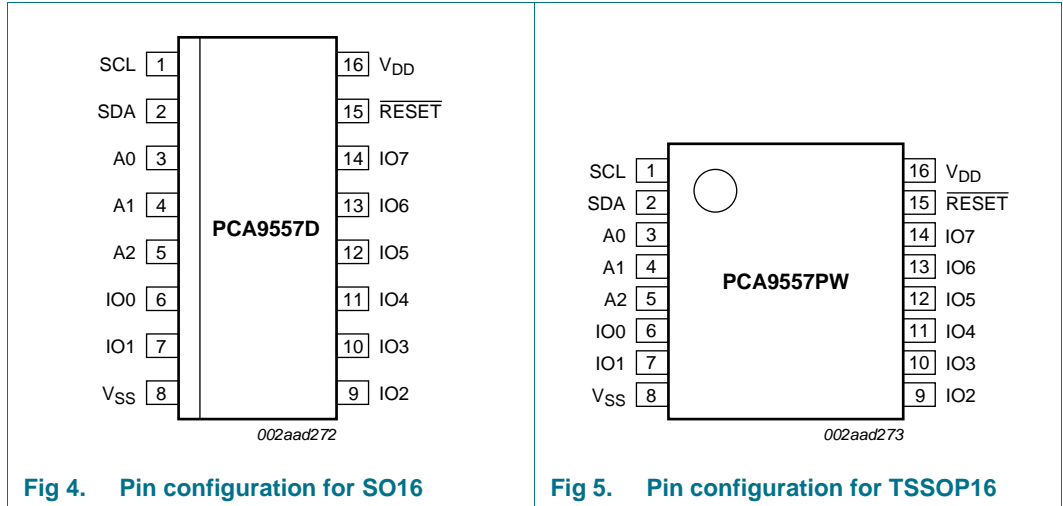 SCL 1 16 VDD
SDA 2 15 RESET
A0 3 14 IO7
A1 4 13 IO6
PCA9557D
A2 5 12 IO5
IO0 6 11 IO4
IO1 7 10 IO3
VSS 8 9 IO2
002aad272
Fig 4. Pin configuration for SO16
SCL 1 16 VDD
SDA 2 15 RESET
A0 3 14 IO7
A1 4 13 IO6
PCA9557PW
A2 5 12 IO5
IO0 6 11 IO4
IO1 7 10 IO3
VSS 8 9 IO2
002aad273
Fig 5. Pin configuration for TSSOP16